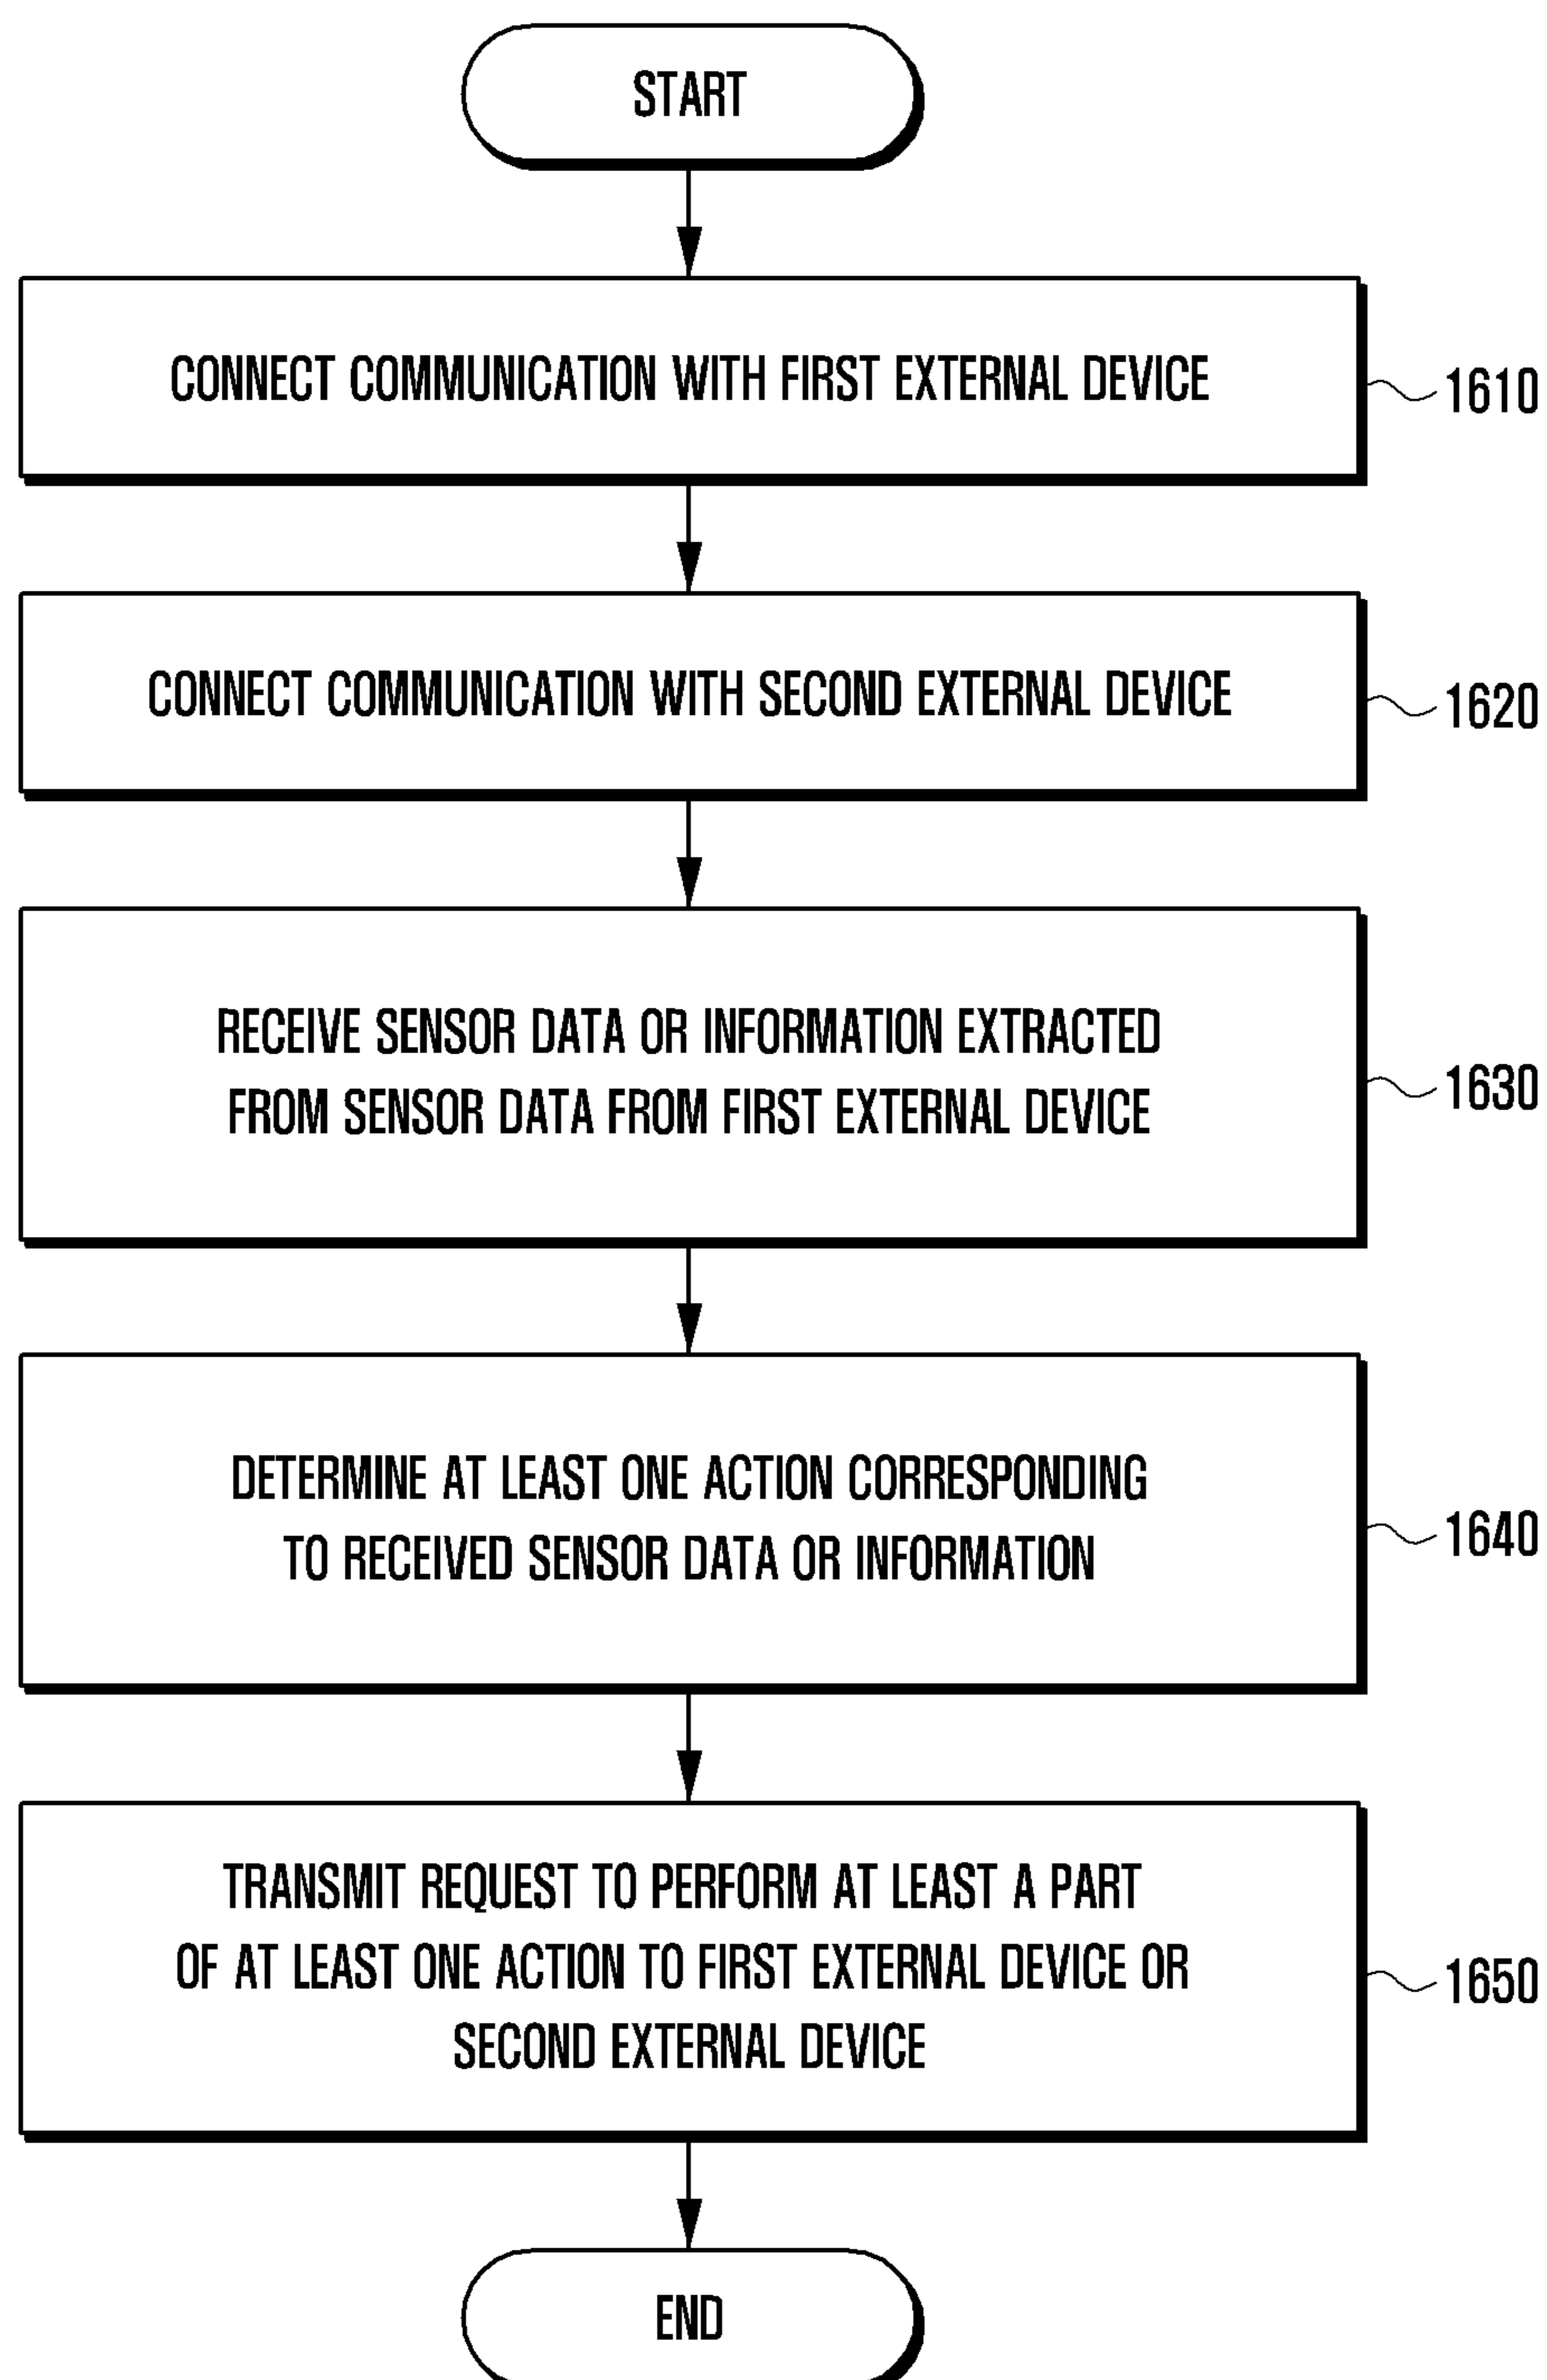 START
CONNECT COMMUNICATION WITH FIRST EXTERNAL DEVICE
1610
CONNECT COMMUNICATION WITH SECOND EXTERNAL DEVICE
1620
RECEIVE SENSOR DATA OR INFORMATION EXTRACTED
FROM SENSOR DATA FROM FIRST EXTERNAL DEVICE
1630
DETERMINE AT LEAST ONE ACTION CORRESPONDING
TO RECEIVED SENSOR DATA OR INFORMATION
1640
TRANSMIT REQUEST TO PERFORM AT LEAST A PART
OF AT LEAST ONE ACTION TO FIRST EXTERNAL DEVICE OR
SECOND EXTERNAL DEVICE
1650
END